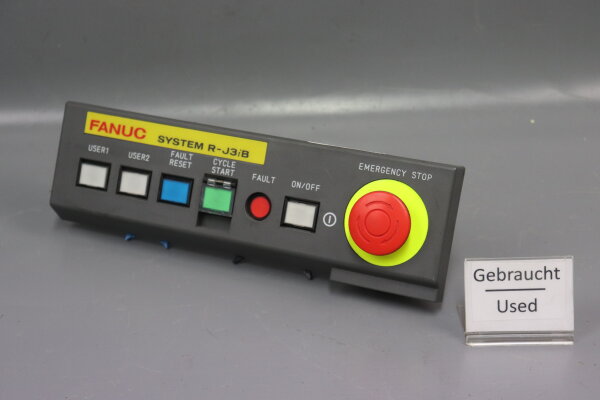 FANUC SYSTEM R-J3iB
USER1 USER2 FAULT RESET CYCLE START FAULT ON/OFF EMERGENCY STOP
Gebraucht
Used